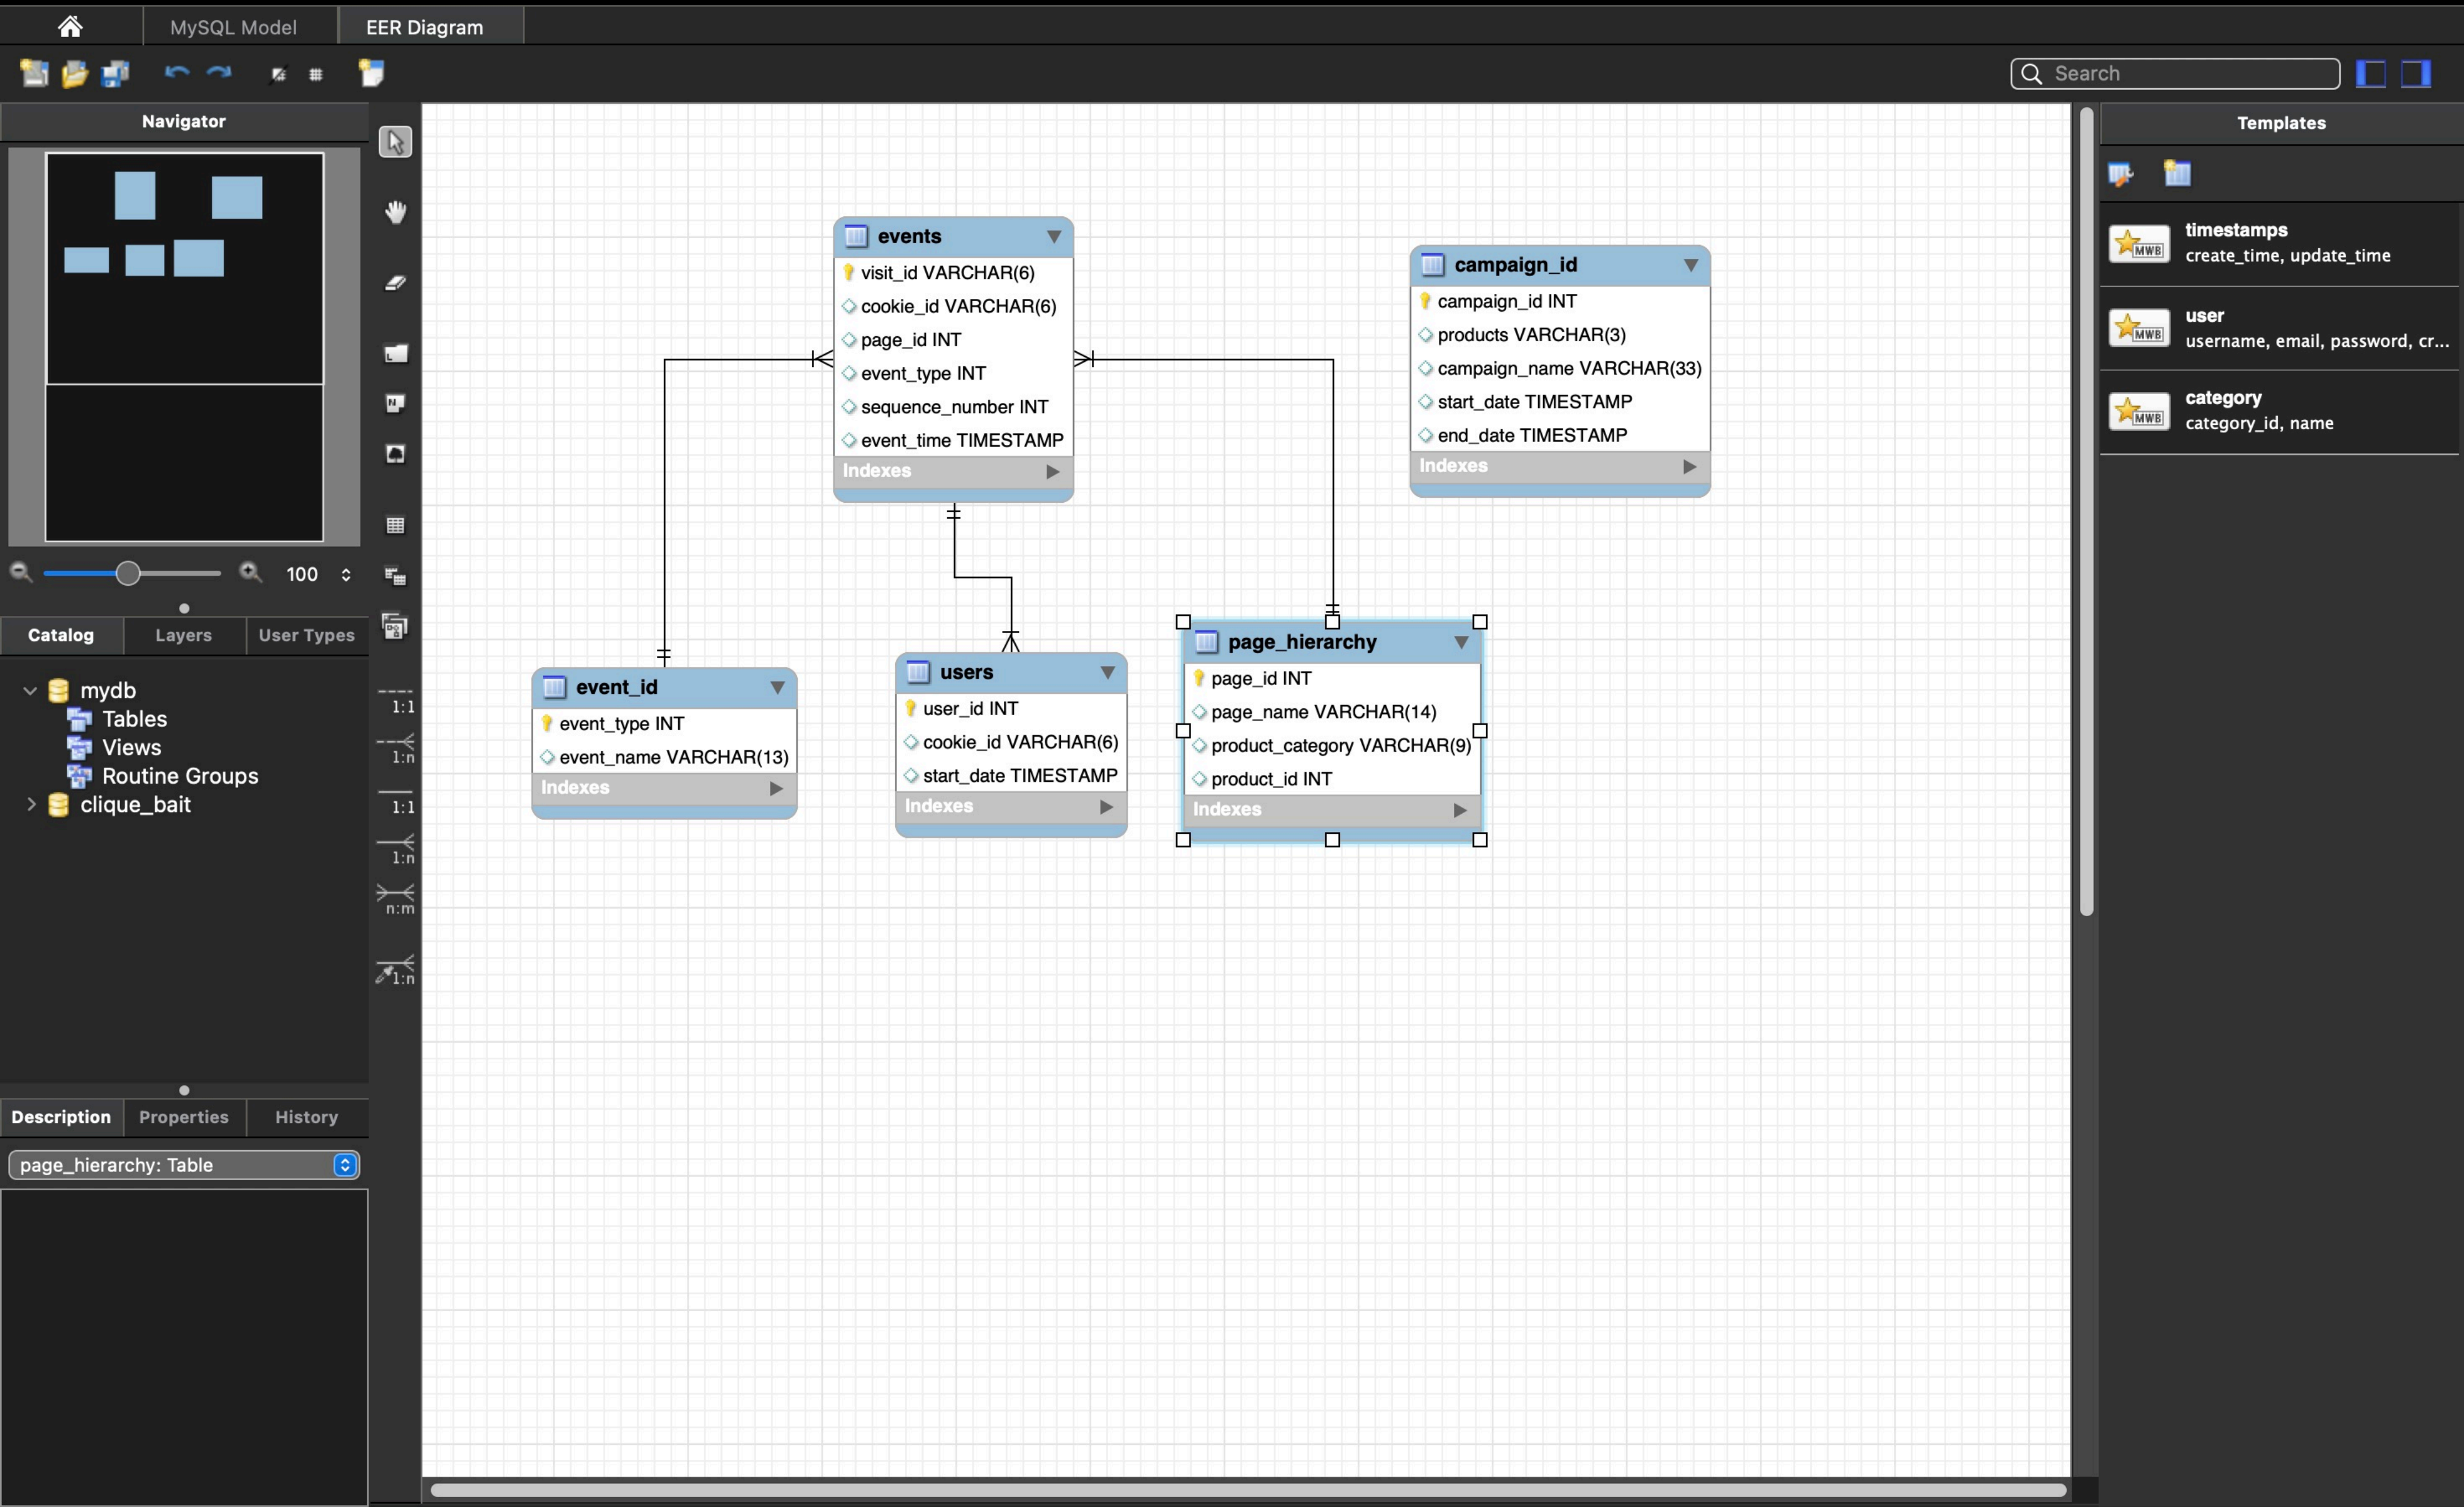 MySQL Model
EER Diagram
Search
Navigator
100
Catalog
Layers
User Types
mydb
Tables
Views
Routine Groups
clique_bait
Description
Properties
History
page_hierarchy: Table
L
N
1:1
1:n
1:1
1:n
n:m
1:n
events
visit_id VARCHAR(6)
cookie_id VARCHAR(6)
page_id INT
event_type INT
sequence_number INT
event_time TIMESTAMP
Indexes
campaign_id
campaign_id INT
products VARCHAR(3)
campaign_name VARCHAR(33)
start_date TIMESTAMP
end_date TIMESTAMP
Indexes
event_id
event_type INT
event_name VARCHAR(13)
Indexes
users
user_id INT
cookie_id VARCHAR(6)
start_date TIMESTAMP
Indexes
page_hierarchy
page_id INT
page_name VARCHAR(14)
product_category VARCHAR(9)
product_id INT
Indexes
Templates
MWB
timestamps
create_time, update_time
MWB
user
username, email, password, cr...
MWB
category
category_id, name